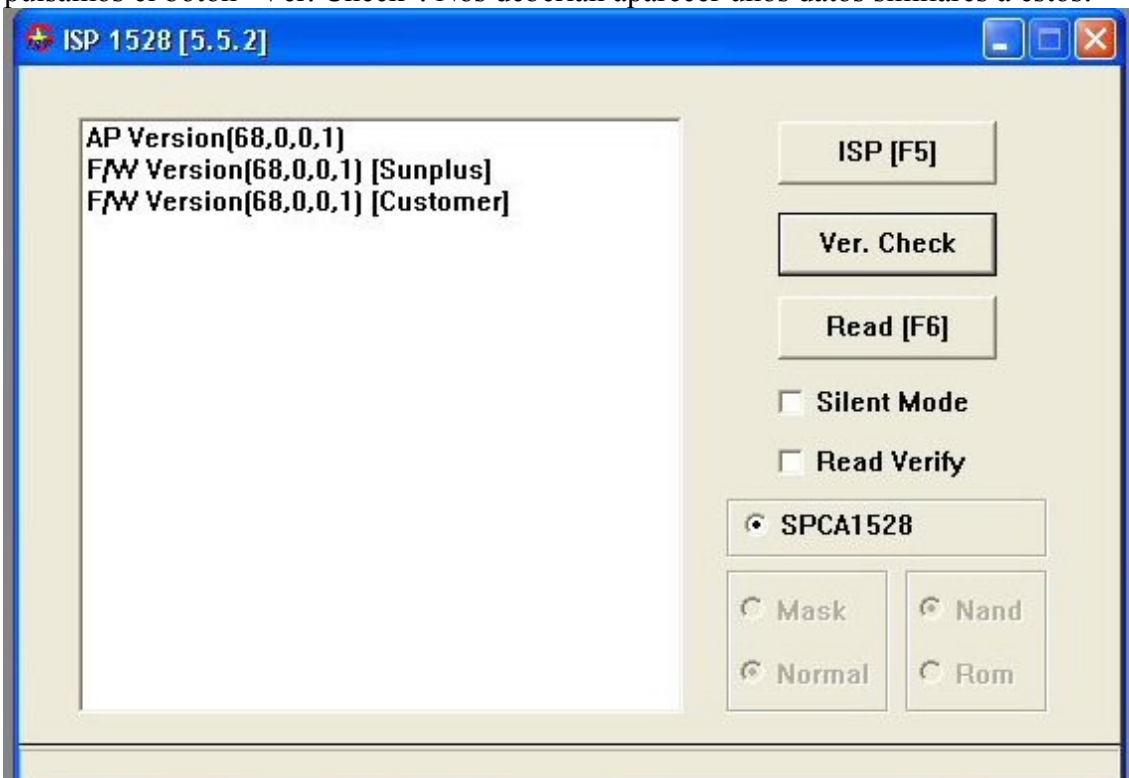 pulsamos el botón "Ver. Check". Nos deberían aparecer unos datos similares a estos:
ISP 1528 [5.5.2]
AP Version(68,0,0,1)
F/W Version(68,0,0,1) [Sunplus]
F/W Version(68,0,0,1) [Customer]
ISP [F5]
Ver. Check
Read [F6]
Silent Mode
Read Verify
SPCA1528
Mask
Normal
Nand
Rom